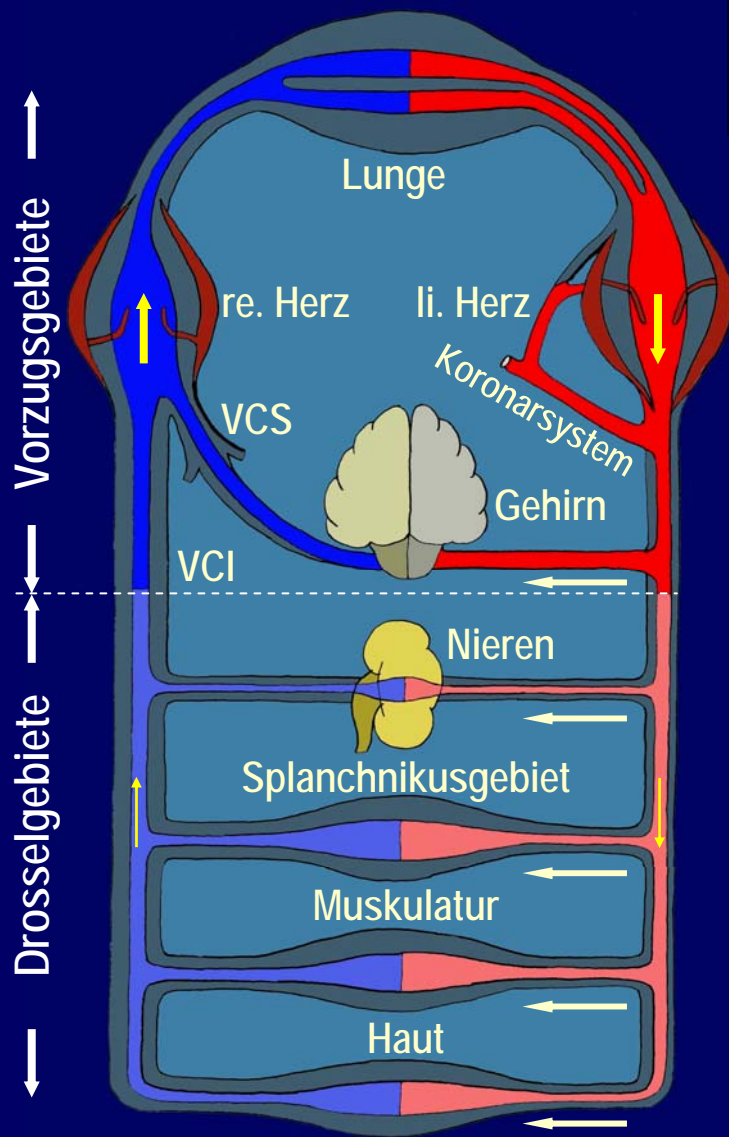 Vorzugsgebiete
Drosselgebiete
Lunge
re. Herz
li. Herz
Koronarsystem
VCS
Gehirn
VCI
Nieren
Splanchnikusgebiet
Muskulatur
Haut